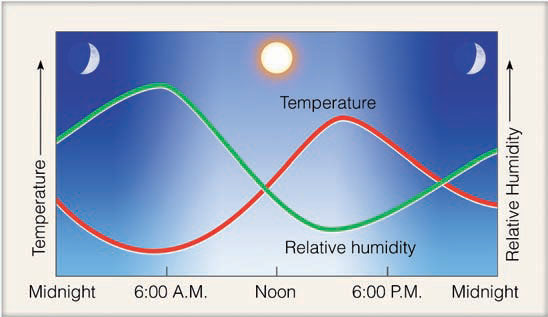 Temperature
Relative Humidity
Temperature
Relative humidity
Midnight
6:00 A.M.
Noon
6:00 P.M.
Midnight